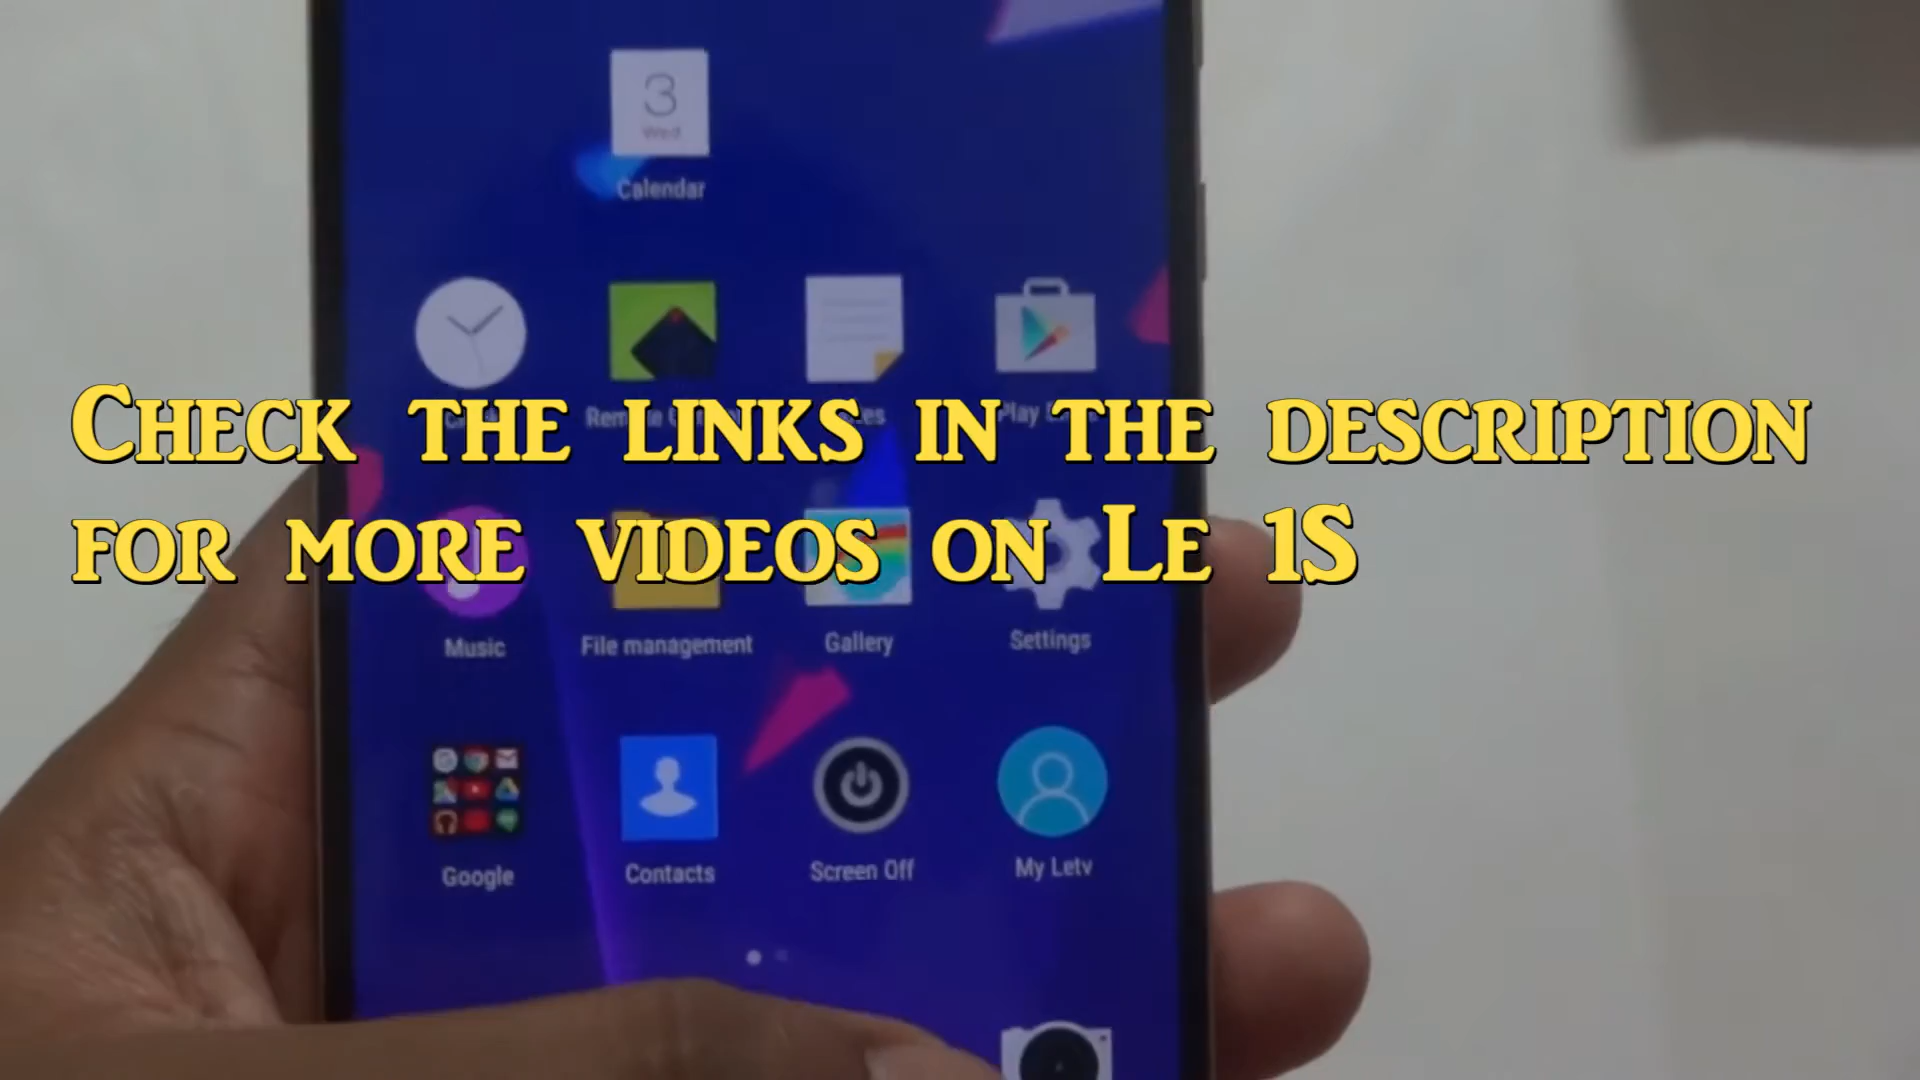 3
Wed
Calendar
CHECK THE LINKS IN THE DESCRIPTION
FOR MORE VIDEOS ON LE 1S
Music
File management
Gallery
Settings
Google
Contacts
Screen Off
My Letv